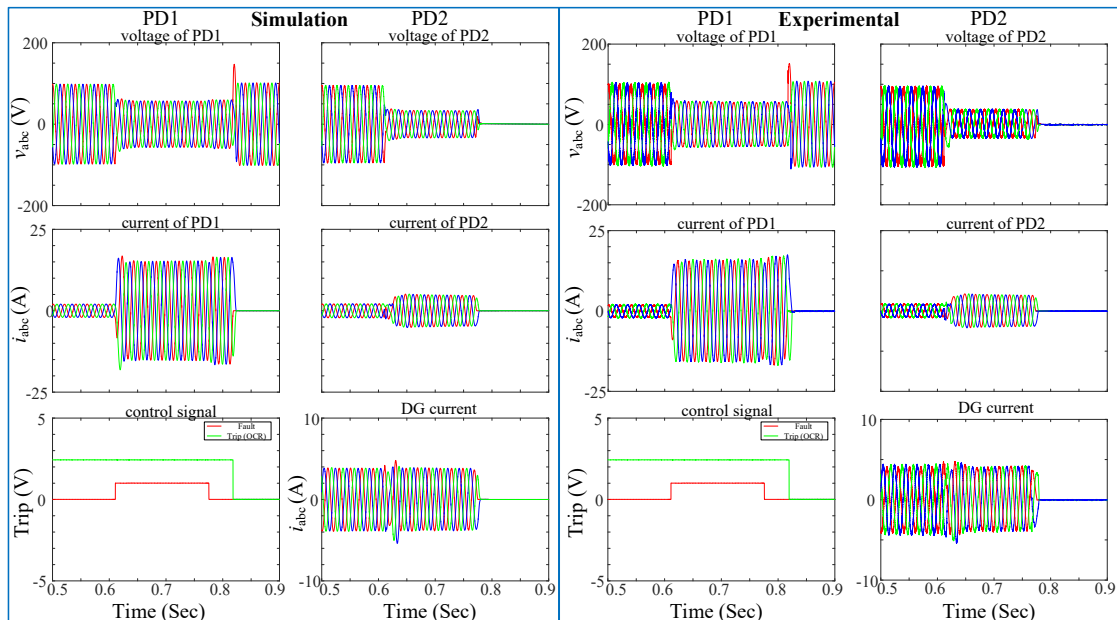 PD1 Simulation PD2
voltage of PD1
voltage of PD2
200
0
-200
v_abc (V)
current of PD1
current of PD2
25
0
-25
i_abc (A)
control signal
DG current
5
0
-5
Trip (V)
Fault
Trip (OCR)
10
0
-10
i_abc (A)
0.5 0.6 0.7 0.8 0.9
0.5 0.6 0.7 0.8 0.9
Time (Sec)
Time (Sec)
PD1 Experimental PD2
voltage of PD1
voltage of PD2
200
0
-200
v_abc (V)
current of PD1
current of PD2
25
0
-25
i_abc (A)
control signal
DG current
5
0
-5
Trip (V)
Fault
Trip (OCR)
10
0
-10
i_abc (A)
0.5 0.6 0.7 0.8 0.9
0.5 0.6 0.7 0.8 0.9
Time (Sec)
Time (Sec)